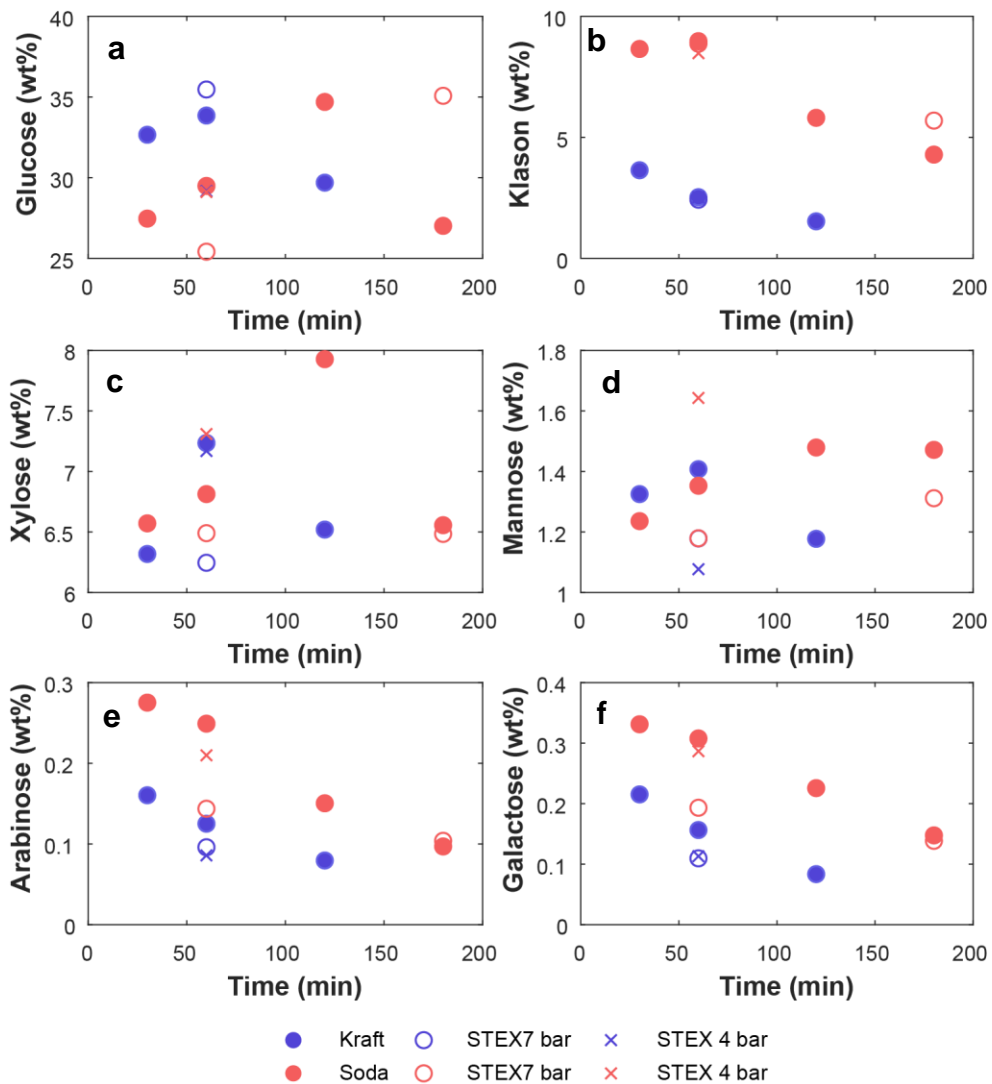 a
Glucose (wt%)
40
35
30
25
0 50 100 150 200
Time (min)
b
Klason (wt%)
10
5
0
0 50 100 150 200
Time (min)
c
Xylose (wt%)
8
7.5
7
6.5
6
0 50 100 150 200
Time (min)
d
Mannose (wt%)
1.8
1.6
1.4
1.2
1
0 50 100 150 200
Time (min)
e
Arabinose (wt%)
0.3
0.2
0.1
0
0 50 100 150 200
Time (min)
f
Galactose (wt%)
0.4
0.3
0.2
0.1
0
0 50 100 150 200
Time (min)
Kraft STEX7 bar STEX 4 bar
Soda STEX7 bar STEX 4 bar